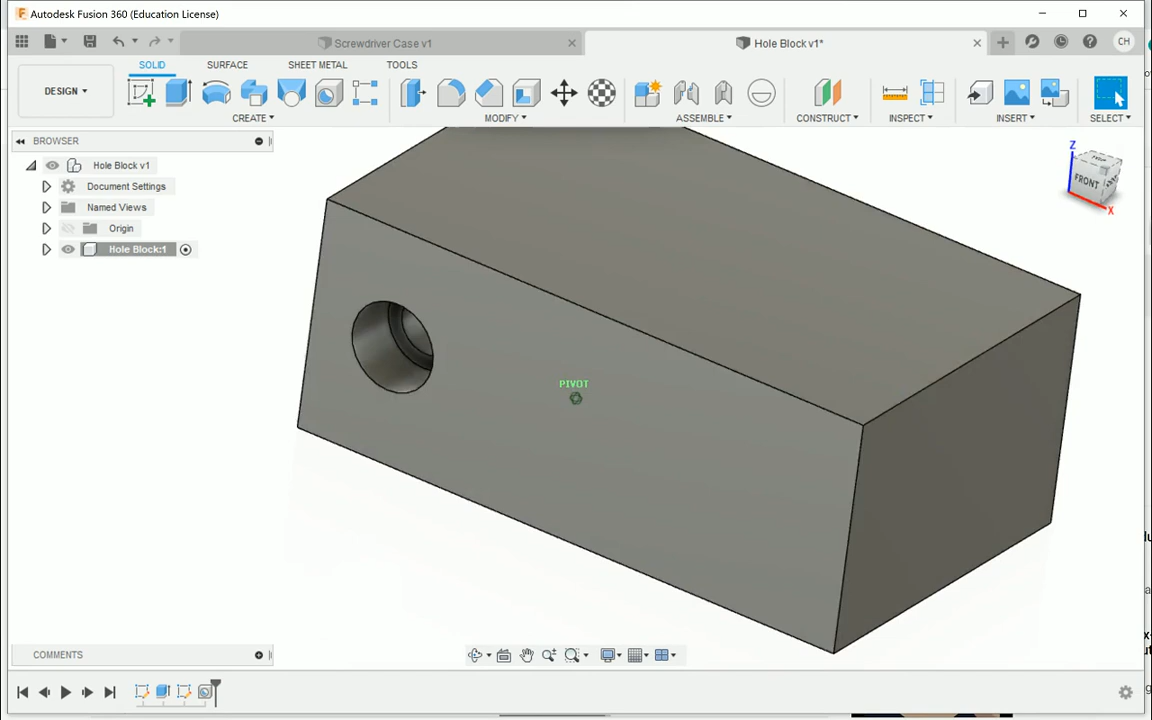 Autodesk Fusion 360 (Education License)
Screwdriver Case v1
Hole Block v1*
CH
SOLID
SURFACE
SHEET METAL
TOOLS
DESIGN
CREATE
MODIFY
ASSEMBLE
CONSTRUCT
INSPECT
INSERT
SELECT
BROWSER
Hole Block v1
Document Settings
Named Views
Origin
Hole Block:1
Z
FRONT
X
PIVOT
COMMENTS